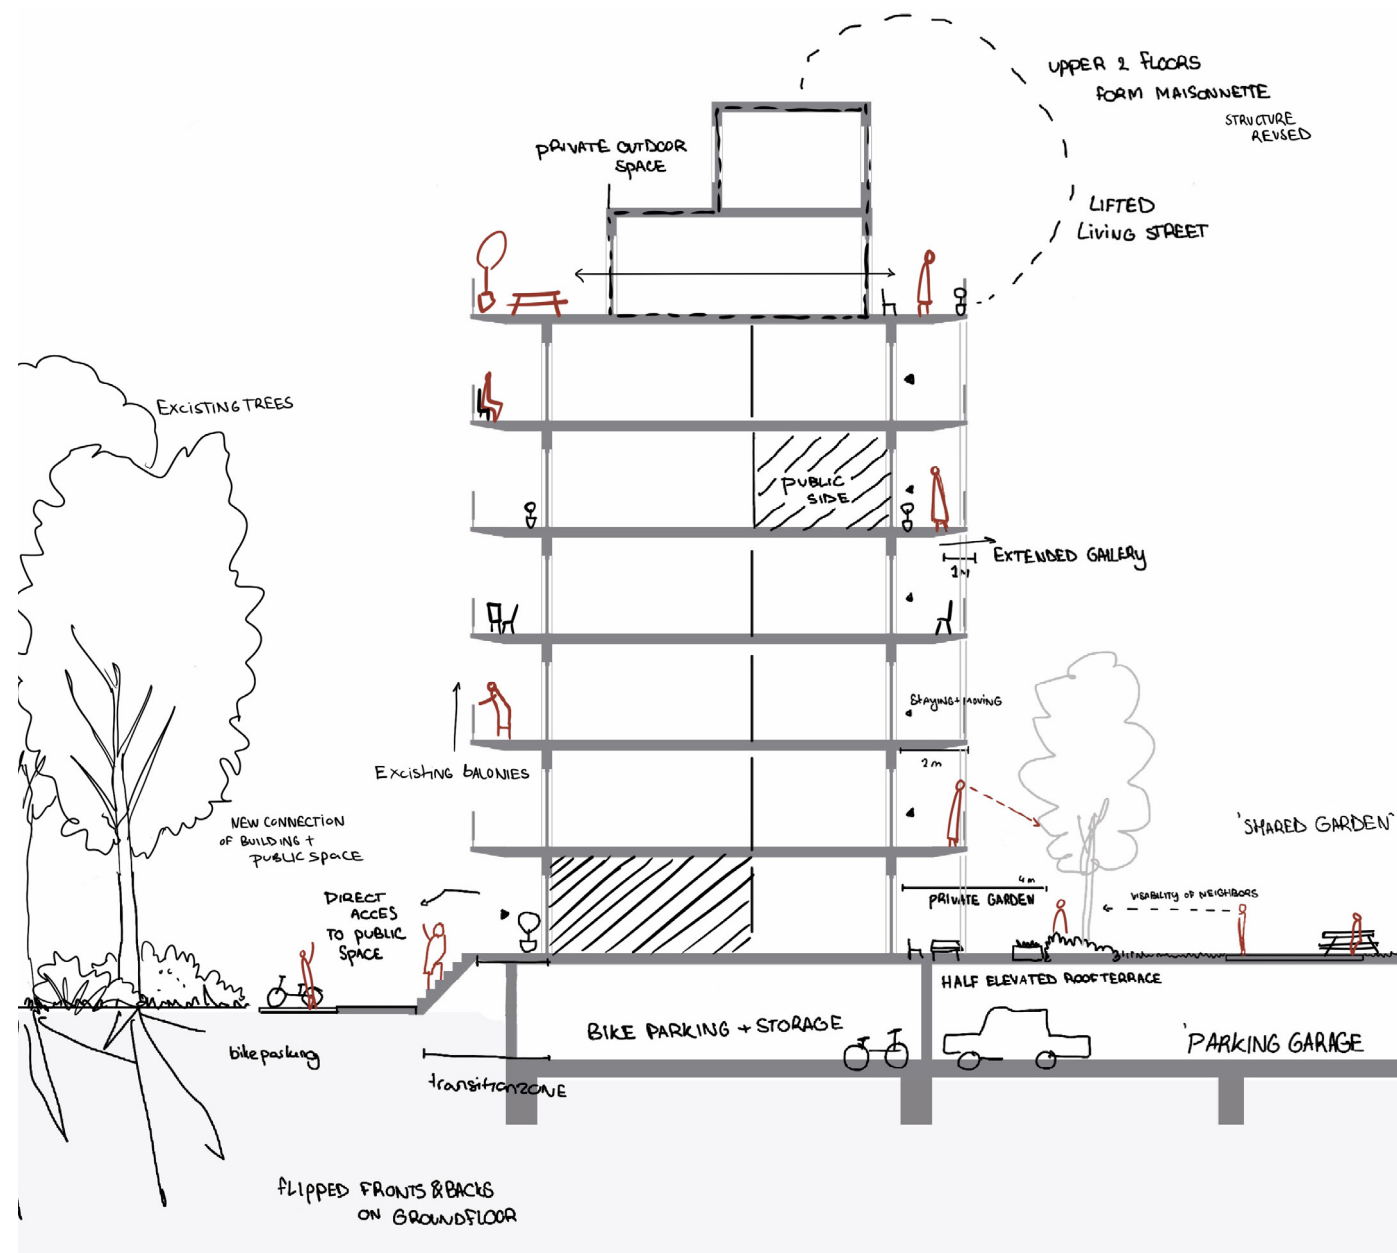 UPPER 2 FLOORS
FORM MAISONNETTE
STRUCTURE
REUSED
PRIVATE OUTDOOR
SPACE
LIFTED
LIVING STREET
EXCISTING TREES
PUBLIC
SIDE
EXTENDED GALLERY
1M
STAYING+MOVING
2m
EXCISTING BALONIES
NEW CONNECTION
OF BUILDING +
PUBLIC SPACE
'SHARED GARDEN'
DIRECT
ACCES
TO PUBLIC
SPACE
4m
PRIVATE GARDEN
VISABILITY OF NEIGHBORS
HALF ELEVATED ROOFTERRACE
BIKE PARKING + STORAGE
'PARKING GARAGE
bikeparking
transitionZONE
FLIPPED FRONTS & BACKS
ON GROUNDFLOOR